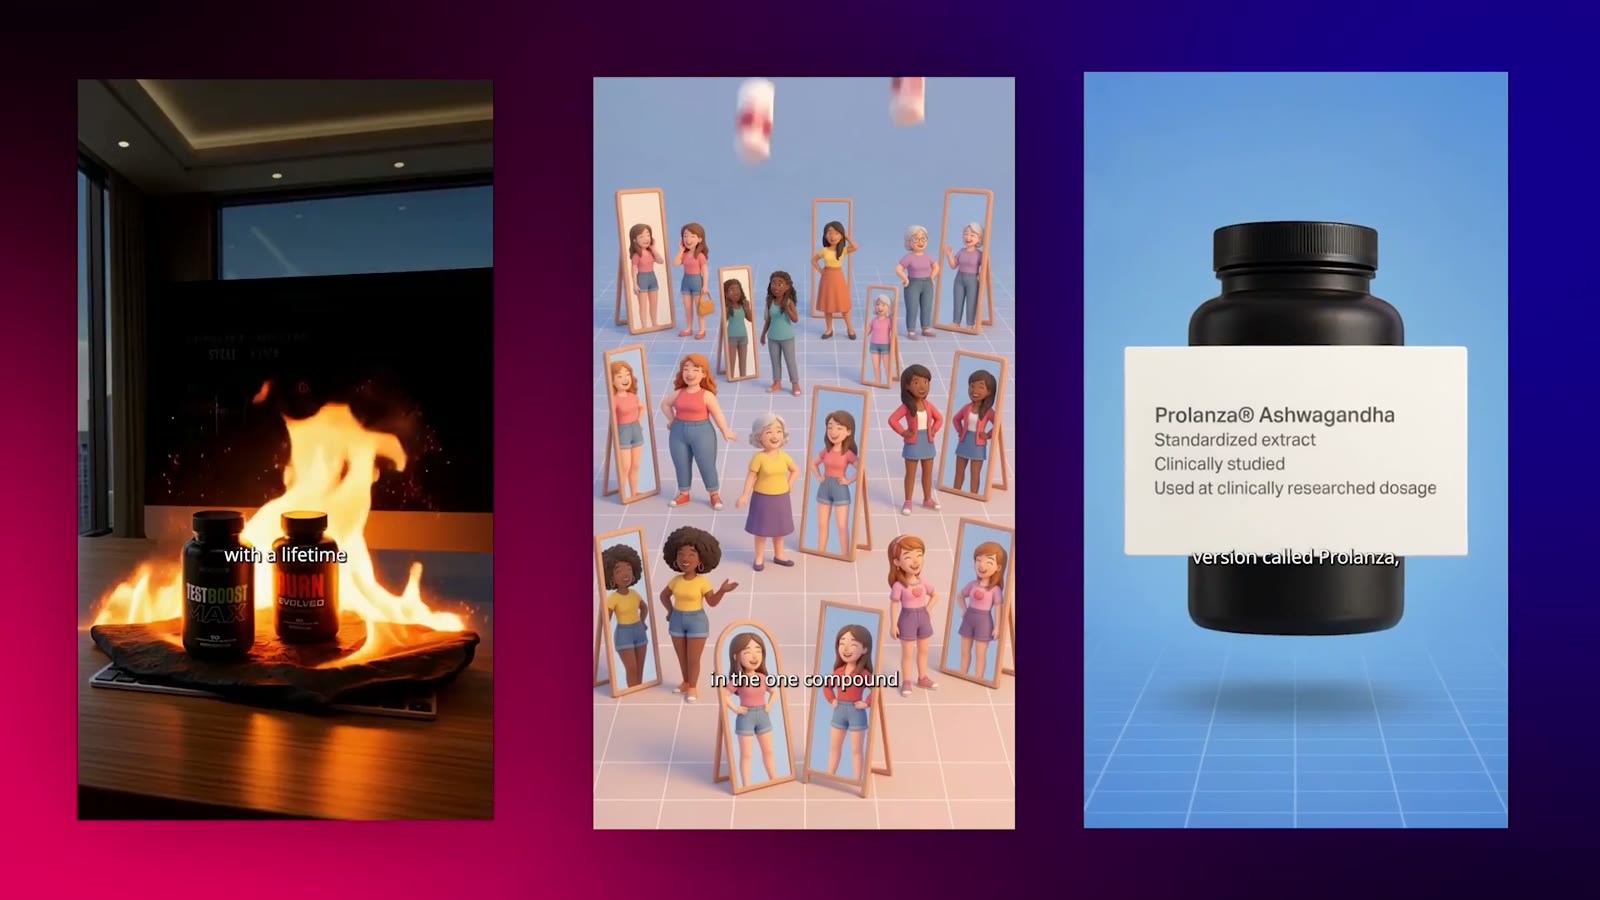 TESTBOOST
MAX
BURN
EVOLVED
with a lifetime
in the one compound
Prolanza® Ashwagandha
Standardized extract
Clinically studied
Used at clinically researched dosage
version called Prolanza,